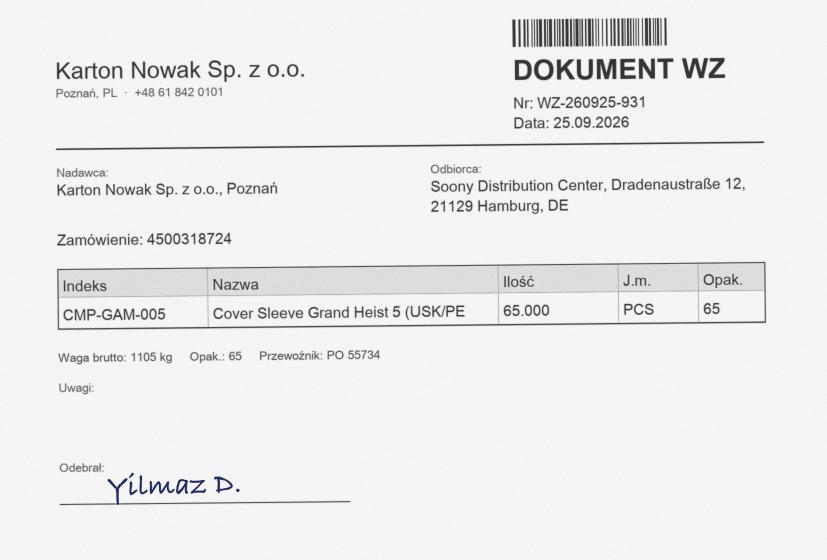 Karton Nowak Sp. z o.o.
Poznań, PL · +48 61 842 0101
DOKUMENT WZ
Nr: WZ-260925-931
Data: 25.09.2026
Nadawca:
Karton Nowak Sp. z o.o., Poznań
Odbiorca:
Soony Distribution Center, Dradenaustraße 12,
21129 Hamburg, DE
Zamówienie: 4500318724
Indeks Nazwa Ilość J.m. Opak.
CMP-GAM-005 Cover Sleeve Grand Heist 5 (USK/PE 65.000 PCS 65
Waga brutto: 1105 kg Opak.: 65 Przewoźnik: PO 55734
Uwagi:
Odebrał:
Yilmaz D.